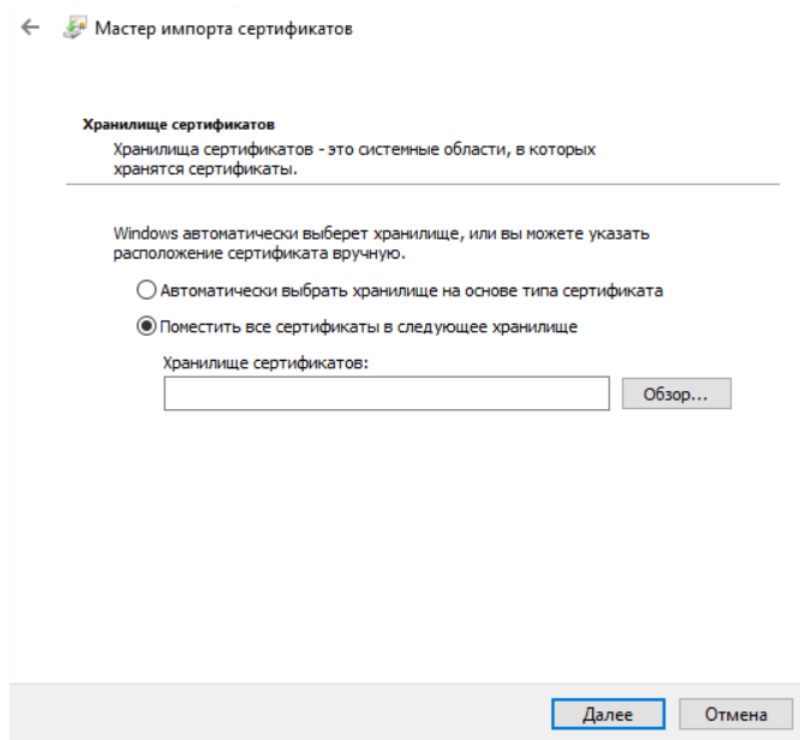 Мастер импорта сертификатов
Хранилище сертификатов
Хранилища сертификатов - это системные области, в которых
хранятся сертификаты.
Windows автоматически выберет хранилище, или вы можете указать
расположение сертификата вручную.
Автоматически выбрать хранилище на основе типа сертификата
Поместить все сертификаты в следующее хранилище
Хранилище сертификатов:
Обзор...
Далее
Отмена